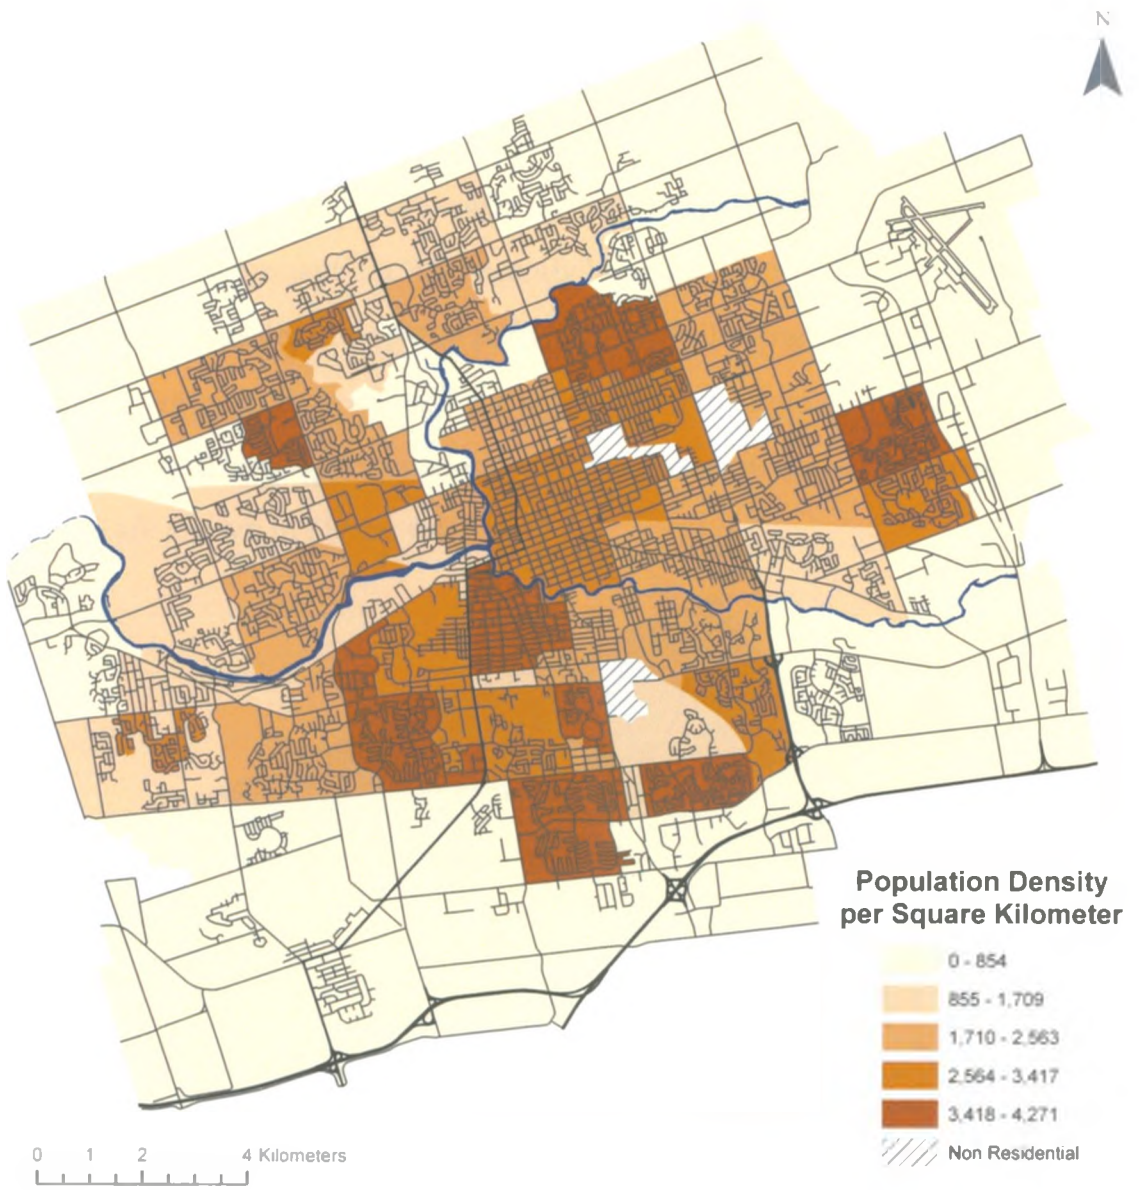 N
Population Density
per Square Kilometer
0 - 854
855 - 1,709
1,710 - 2,563
2,564 - 3,417
3,418 - 4,271
Non Residential
0 1 2 4 Kilometers